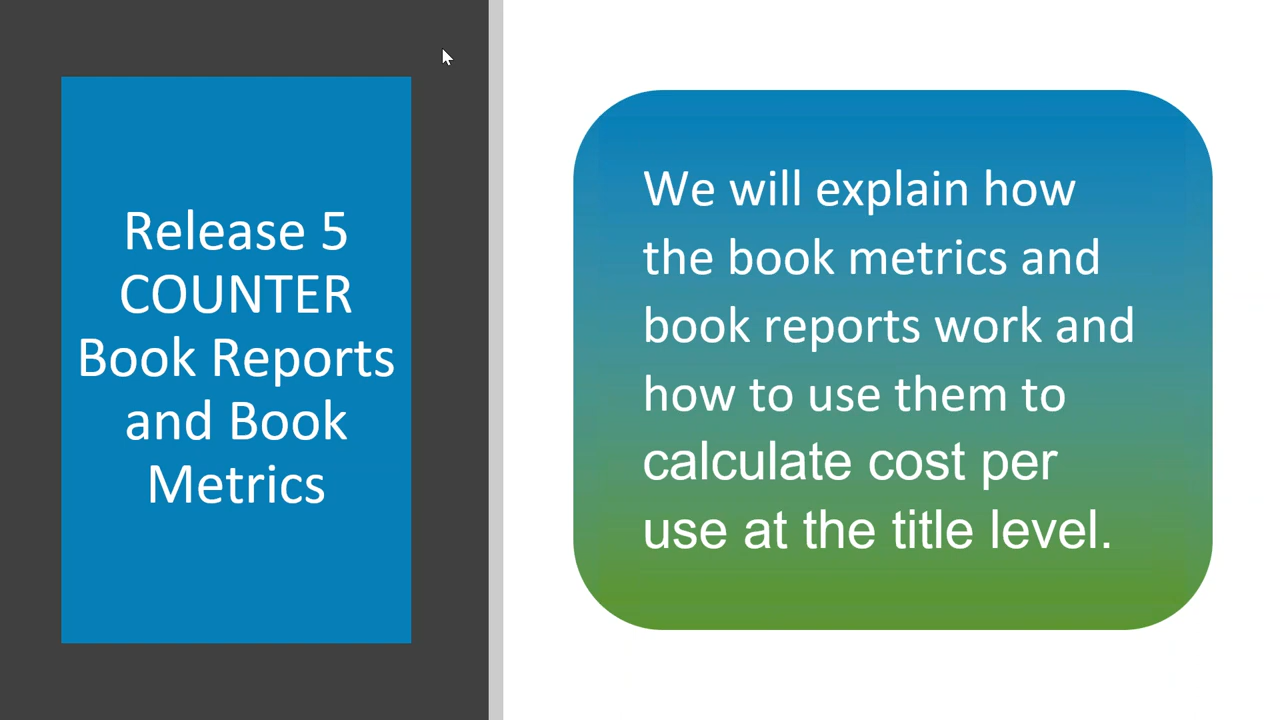 Release 5
COUNTER
Book Reports
and Book
Metrics
We will explain how
the book metrics and
book reports work and
how to use them to
calculate cost per
use at the title level.